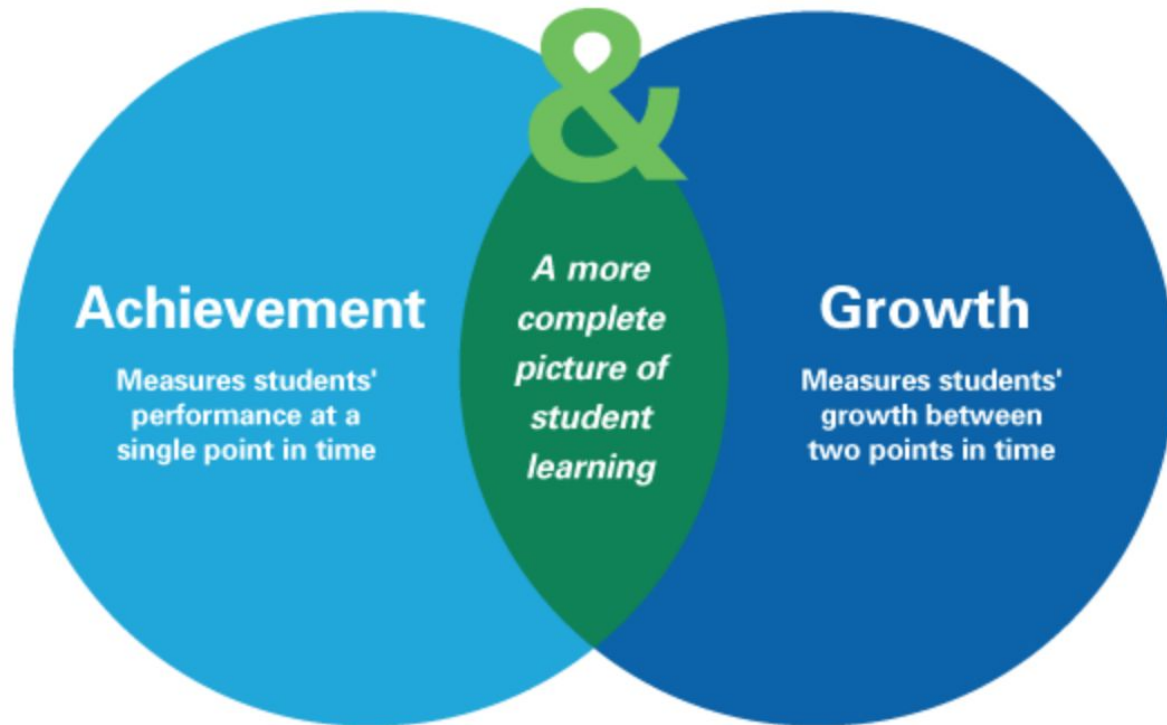 &
Achievement
Measures students'
performance at a
single point in time
A more
complete
picture of
student
learning
Growth
Measures students'
growth between
two points in time